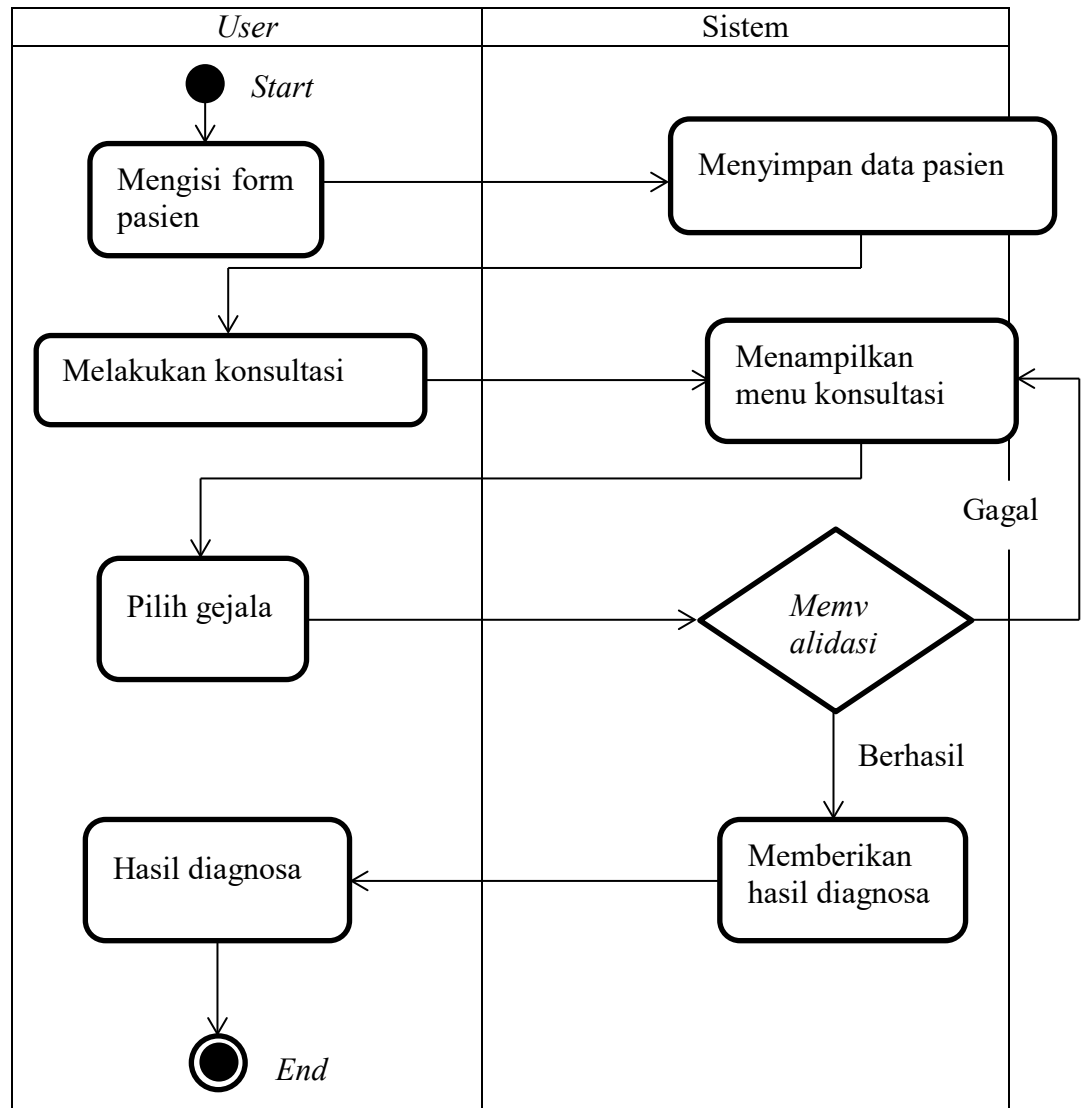 User
Sistem
Start
Mengisi form
pasien
Menyimpan data pasien
Melakukan konsultasi
Menampilkan
menu konsultasi
Gagal
Pilih gejala
Memv
alidasi
Berhasil
Hasil diagnosa
Memberikan
hasil diagnosa
End